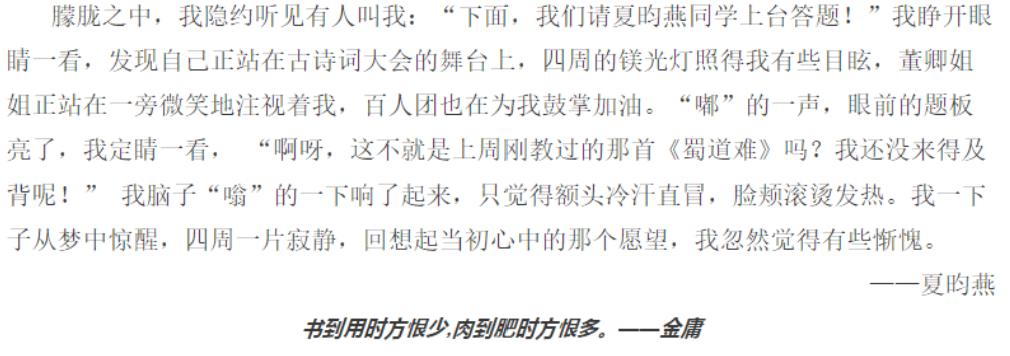 朦胧之中，我隐约听见有人叫我：“下面，我们请夏昀燕同学上台答题！”我睁开眼
睛一看，发现自己正站在古诗词大会的舞台上，四周的镁光灯照得我有些目眩，董卿姐
姐正站在一旁微笑地注视着我，百人团也在为我鼓掌加油。“嘟”的一声，眼前的题板
亮了，我定睛一看， “啊呀，这不就是上周刚教过的那首《蜀道难》吗？我还没来得及
背呢！” 我脑子“嗡”的一下响了起来，只觉得额头冷汗直冒，脸颊滚烫发热。我一下
子从梦中惊醒，四周一片寂静，回想起当初心中的那个愿望，我忽然觉得有些惭愧。
——夏昀燕
书到用时方恨少,肉到肥时方恨多。——金庸